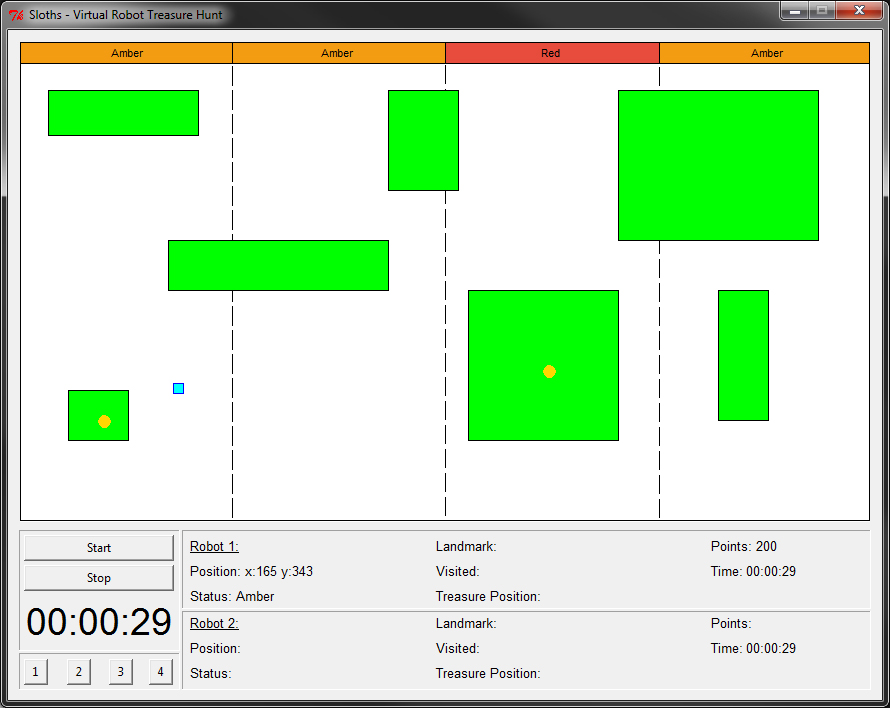 Sloths - Virtual Robot Treasure Hunt
Amber Amber Red Amber
Start
Stop
00:00:29
1 2 3 4
Robot 1: Landmark: Points: 200
Position: x:165 y:343 Visited: Time: 00:00:29
Status: Amber Treasure Position:
Robot 2: Landmark: Points:
Position: Visited: Time: 00:00:29
Status: Treasure Position: